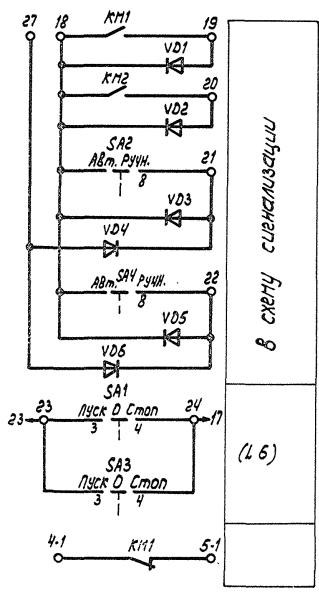 27 18 КМ1 19
VD1
КМ2 20
VD2
SA2
Авт. Ручн. 21
8
VD3
VD4
Авт. SA4 Ручн. 22
8
VD5
VD6
SA1
23 23 Пуск 0 Стоп 24 17
3 4
SA3
Пуск 0 Стоп
3 4
4-1 КМ1 5-1
в схему сигнализации
(L6)